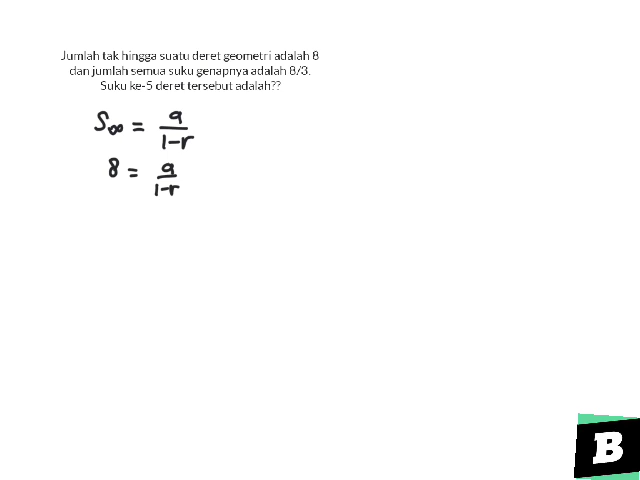 Jumlah tak hingga suatu deret geometri adalah 8
dan jumlah semua suku genapnya adalah 8/3.
Suku ke-5 deret tersebut adalah??
S∞ = a/1-r
8 = a/1-r
B